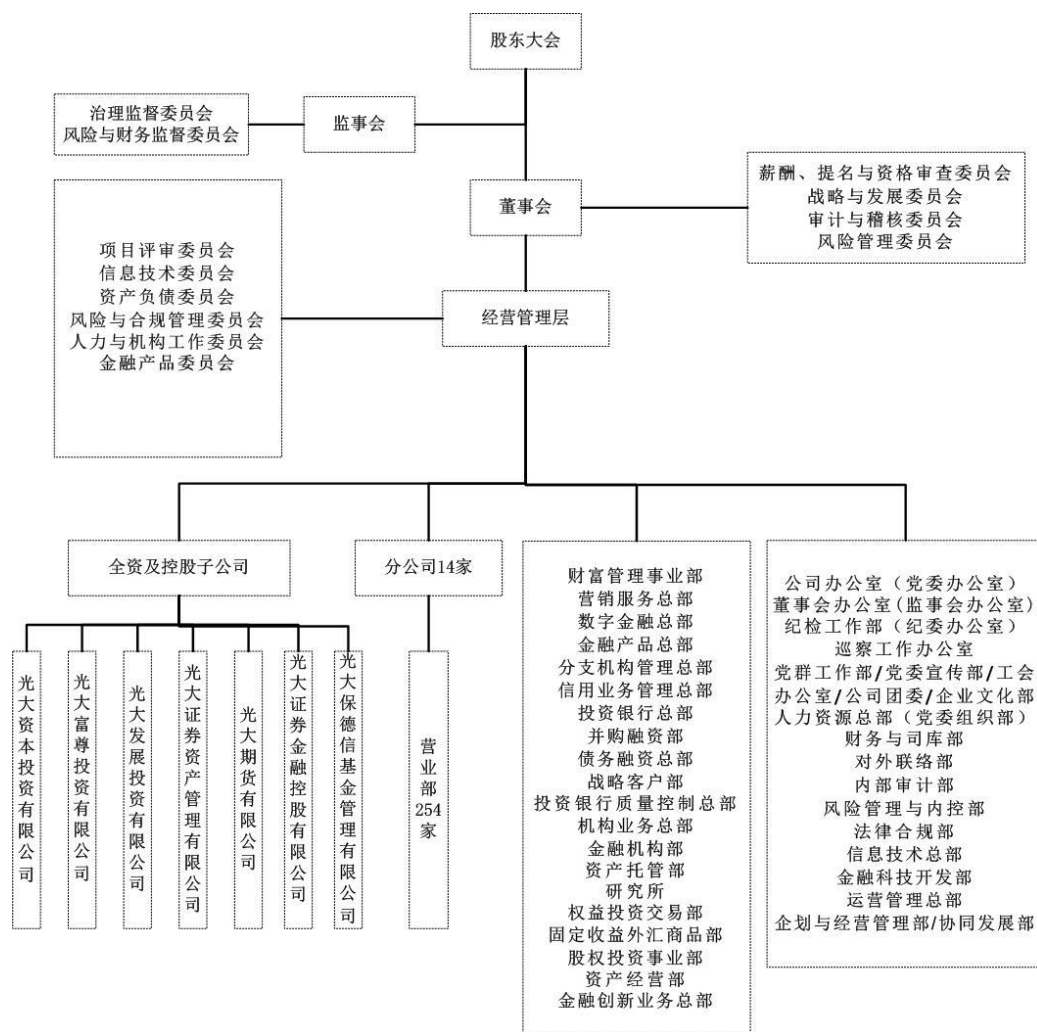 股东大会
治理监督委员会
风险与财务监督委员会
监事会
薪酬、提名与资格审查委员会
战略与发展委员会
审计与稽核委员会
风险管理委员会
董事会
项目评审委员会
信息技术委员会
资产负债委员会
风险与合规管理委员会
人力与机构工作委员会
金融产品委员会
经营管理层
全资及控股子公司
光大资本投资有限公司
光大富尊投资有限公司
光大发展投资有限公司
光大证券资产管理有限公司
光大期货有限公司
光大证券金融控股有限公司
光大保德信基金管理有限公司
分公司14家
营业部254家
财富管理事业部
营销服务总部
数字金融总部
金融产品总部
分支机构管理总部
信用业务管理总部
投资银行总部
并购融资部
债务融资总部
战略客户部
投资银行质量控制总部
机构业务总部
金融机构部
资产托管部
研究所
权益投资交易部
固定收益外汇商品部
股权投资事业部
资产经营部
金融创新业务总部
公司办公室（党委办公室）
董事会办公室(监事会办公室)
纪检工作部（纪委办公室）
巡察工作办公室
党群工作部/党委宣传部/工会
办公室/公司团委/企业文化部
人力资源总部（党委组织部）
财务与司库部
对外联络部
内部审计部
风险管理与内控部
法律合规部
信息技术总部
金融科技开发部
运营管理总部
企划与经营管理部/协同发展部